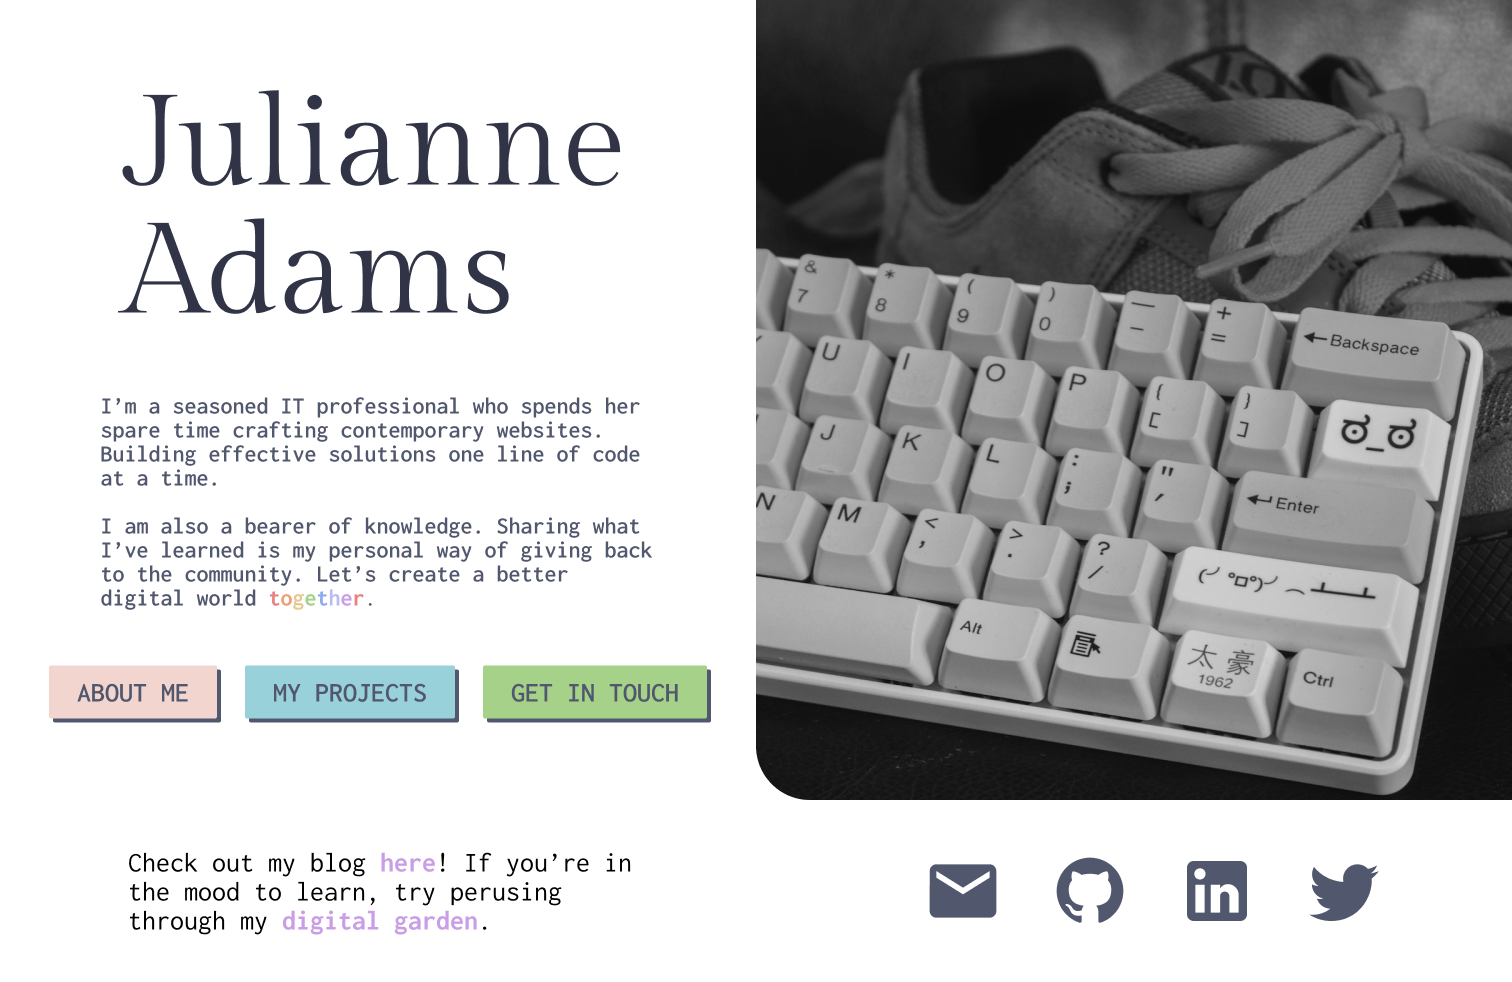 Julianne
Adams
I’m a seasoned IT professional who spends her
spare time crafting contemporary websites.
Building effective solutions one line of code
at a time.
I am also a bearer of knowledge. Sharing what
I’ve learned is my personal way of giving back
to the community. Let’s create a better
digital world together.
ABOUT ME
MY PROJECTS
GET IN TOUCH
Check out my blog here! If you’re in
the mood to learn, try perusing
through my digital garden.
& * ( ) — +
7 8 9 0 – = ←Backspace
U I O P { [ } ] ಠ_ಠ
J K L : ; " ' ↵Enter
N M < , > . ? / (╯°□°)╯︵ ┻━┻
Alt 太 豪 1962 Ctrl
in